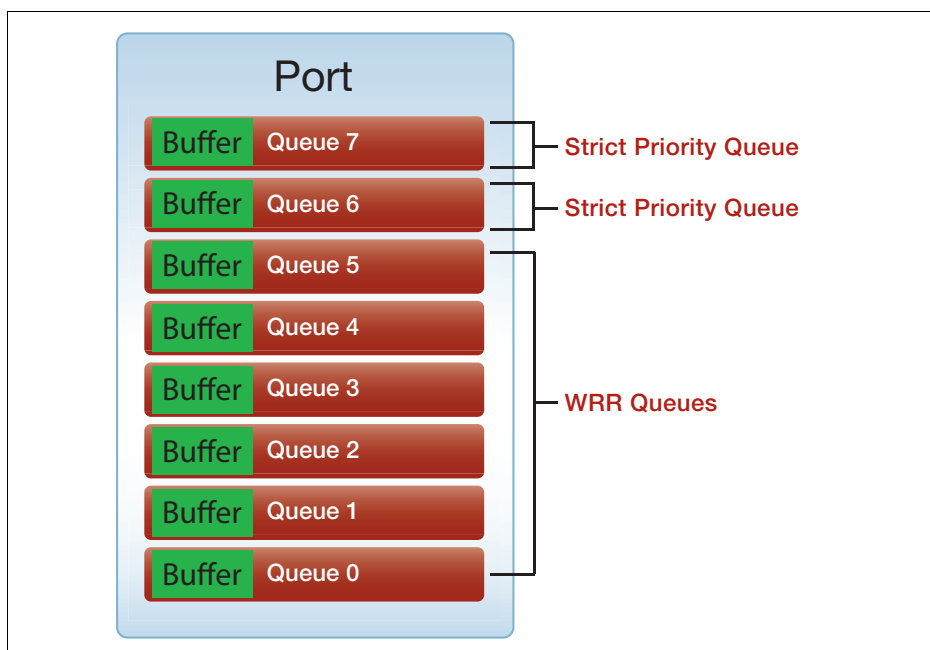 Port
Buffer Queue 7
Strict Priority Queue
Buffer Queue 6
Strict Priority Queue
Buffer Queue 5
Buffer Queue 4
Buffer Queue 3
WRR Queues
Buffer Queue 2
Buffer Queue 1
Buffer Queue 0